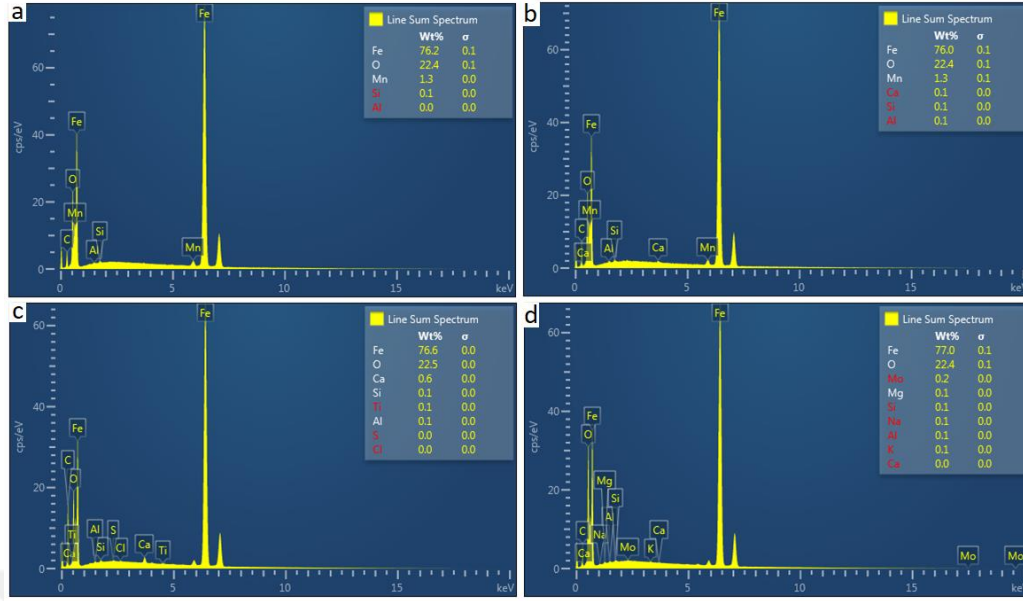 a
Line Sum Spectrum
Wt% σ
Fe 76.2 0.1
O 22.4 0.1
Mn 1.3 0.0
Si 0.1 0.0
Al 0.0 0.0
Fe
60
cps/eV
40
Fe
O
20
Mn
C
Si
Al
Mn
0
0 5 10 15 keV
b
Line Sum Spectrum
Wt% σ
Fe 76.0 0.1
O 22.4 0.1
Mn 1.3 0.1
Ca 0.1 0.0
Si 0.1 0.0
Al 0.1 0.0
Fe
60
cps/eV
40
Fe
O
20
Mn
C
Si
Ca
Al
Ca
Mn
0
0 5 10 15 keV
c
Line Sum Spectrum
Wt% σ
Fe 76.6 0.0
O 22.5 0.0
Ca 0.6 0.0
Si 0.1 0.0
Ti 0.1 0.0
Al 0.1 0.0
S 0.0 0.0
Cl 0.0 0.0
Fe
60
cps/eV
40
Fe
C
O
20
Ti
Al
S
Ca
Si
Cl
Ca
Ti
0
0 5 10 15 keV
d
Line Sum Spectrum
Wt% σ
Fe 77.0 0.1
O 22.4 0.1
Mo 0.2 0.0
Mg 0.1 0.0
Si 0.1 0.0
Na 0.1 0.0
Al 0.1 0.0
K 0.1 0.0
Ca 0.0 0.0
Fe
60
cps/eV
40
Fe
O
Mg
20
Si
Al
C
Na
Ca
Ca
Mo
K
Mo
Mo
0
0 5 10 15 keV